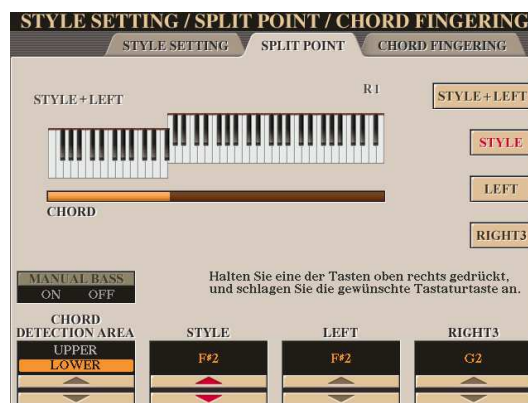 STYLE SETTING / SPLIT POINT / CHORD FINGERING
STYLE SETTING
SPLIT POINT
CHORD FINGERING
STYLE+LEFT
R1
STYLE+LEFT
STYLE
LEFT
RIGHT3
CHORD
MANUAL BASS
ON OFF
Halten Sie eine der Tasten oben rechts gedrückt,
und schlagen Sie die gewünschte Tastaturtaste an.
CHORD
DETECTION AREA
UPPER
LOWER
STYLE
F#2
LEFT
F#2
RIGHT3
G2